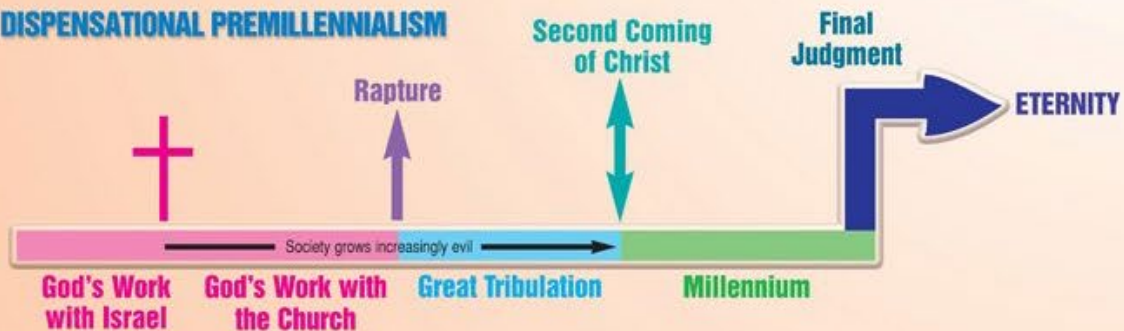 DISPENSATIONAL PREMILLENNIALISM
Second Coming
of Christ
Final
Judgment
Rapture
ETERNITY
Society grows increasingly evil
God's Work
with Israel
God's Work with
the Church
Great Tribulation
Millennium